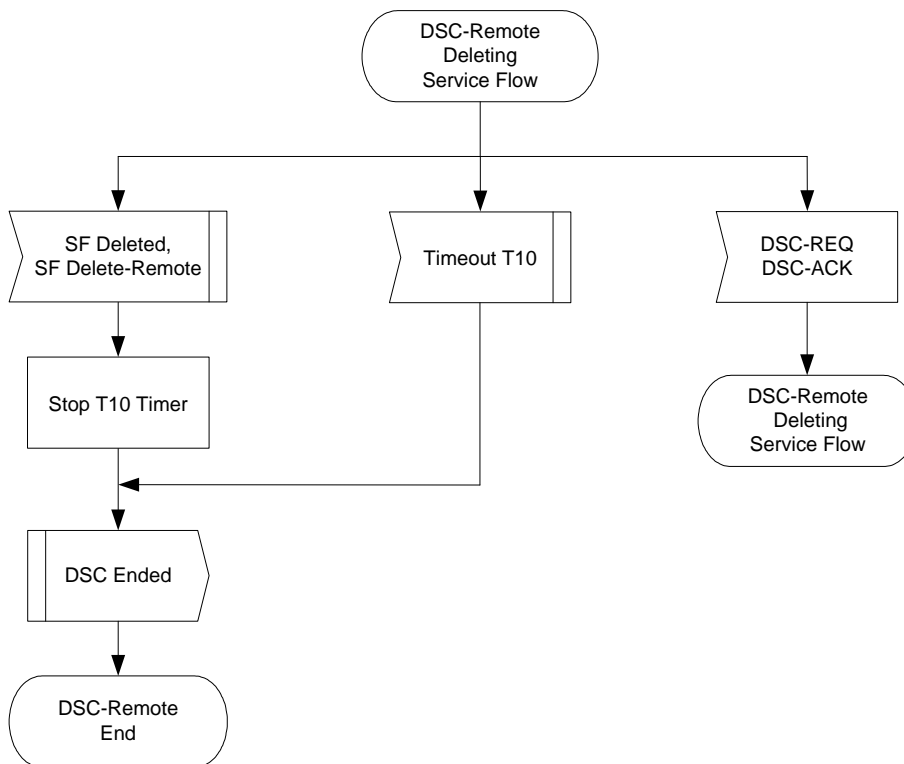 DSC-Remote
Deleting
Service Flow
SF Deleted,
SF Delete-Remote
Timeout T10
DSC-REQ
DSC-ACK
Stop T10 Timer
DSC-Remote
Deleting
Service Flow
DSC Ended
DSC-Remote
End